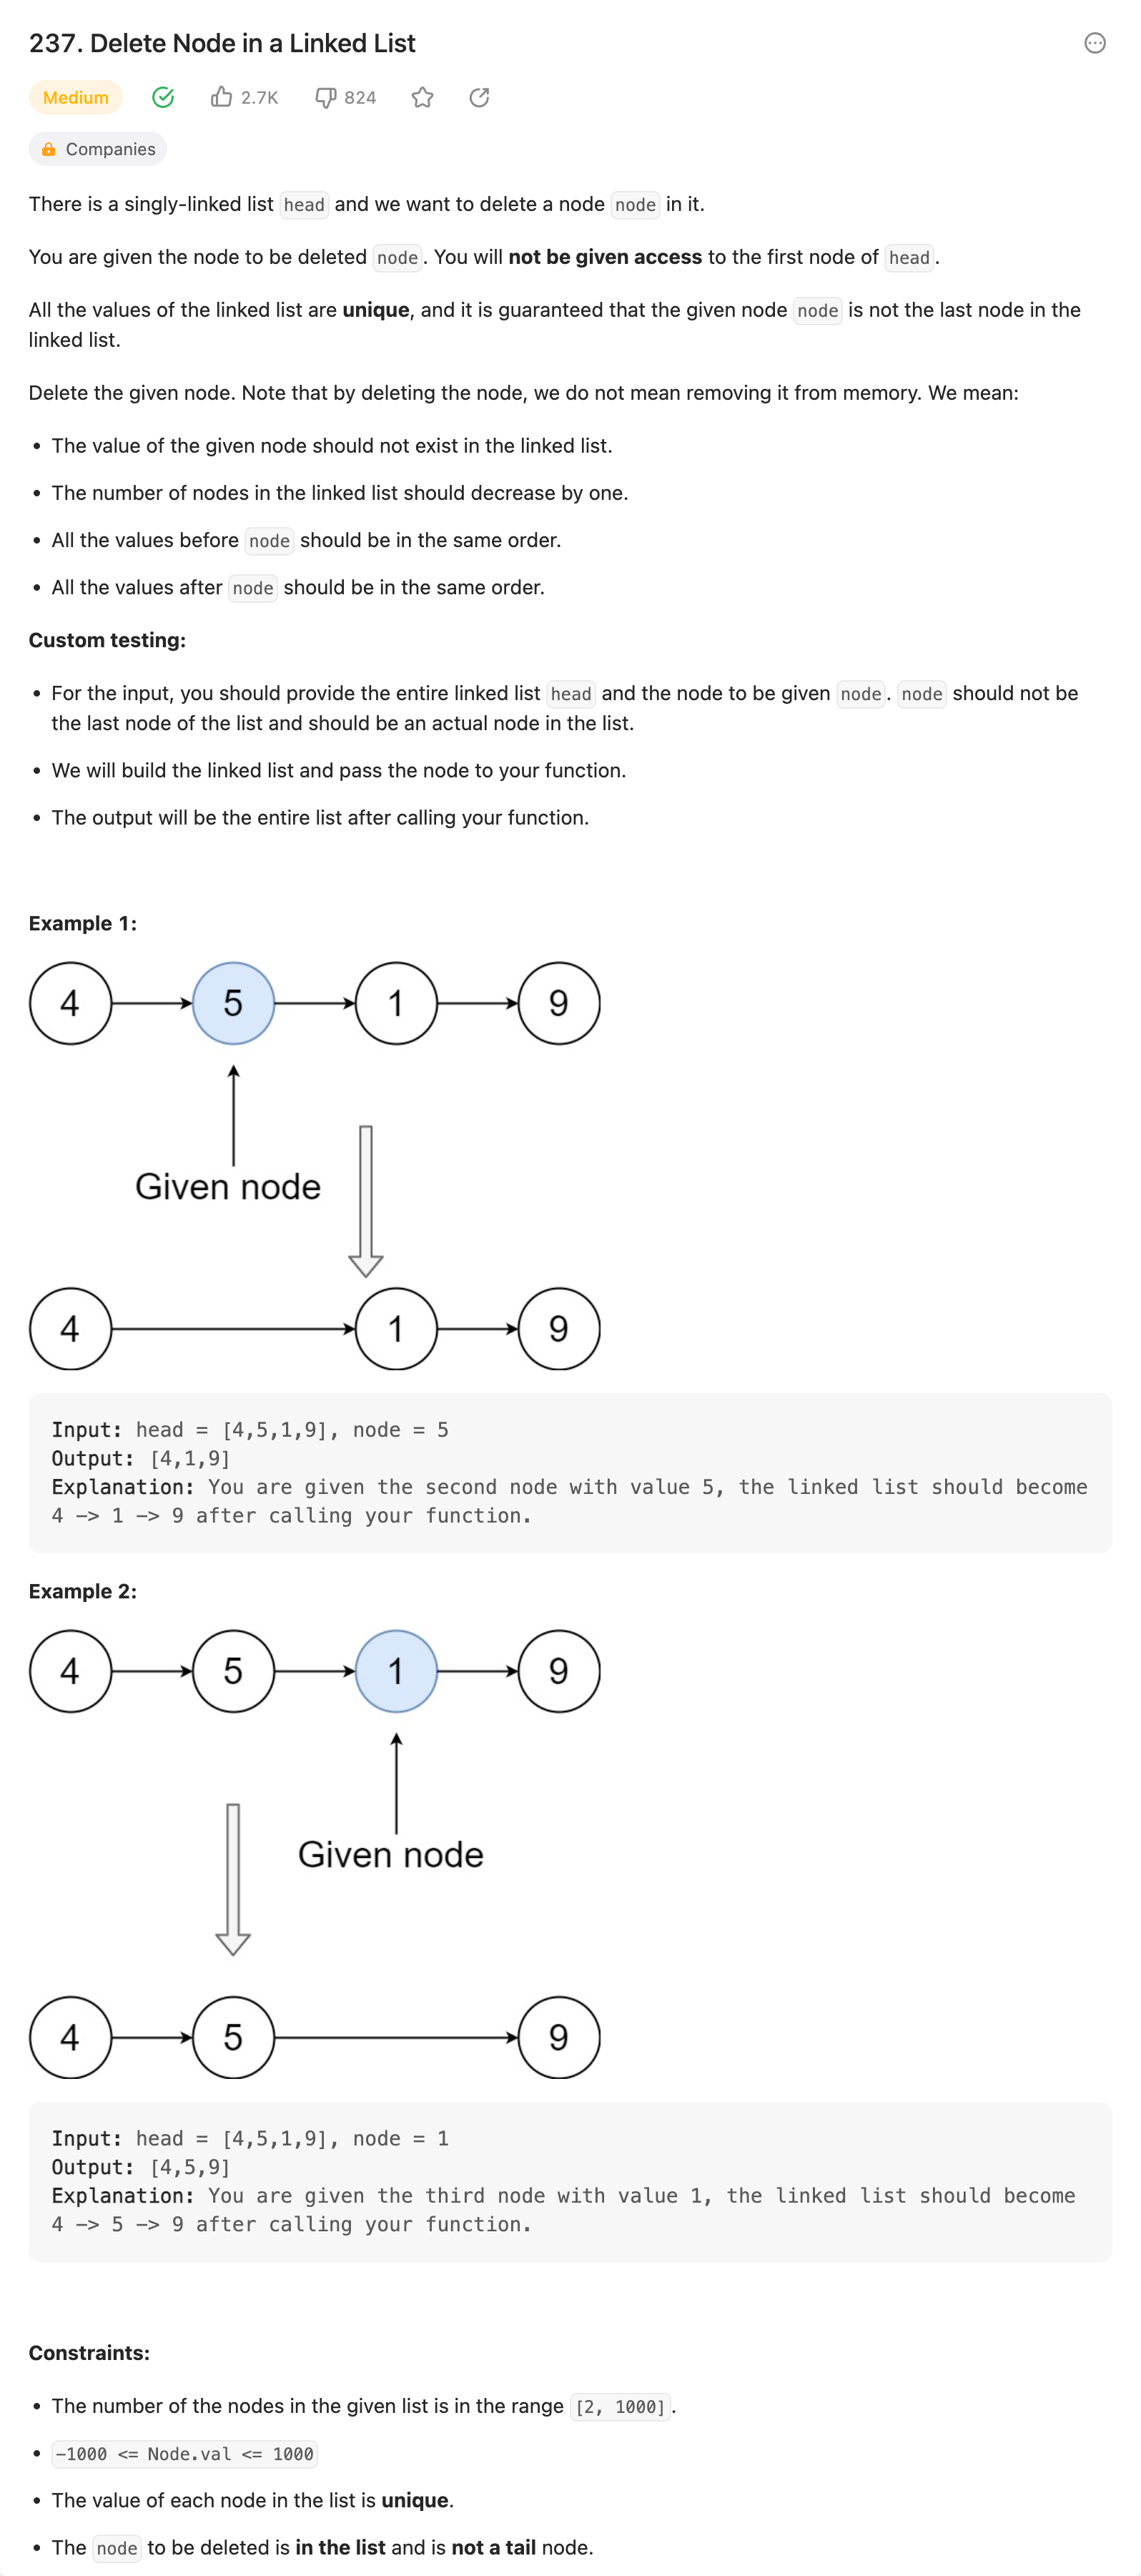 237. Delete Node in a Linked List
Medium 2.7K 824
Companies
There is a singly-linked list head and we want to delete a node node in it.
You are given the node to be deleted node. You will not be given access to the first node of head.
All the values of the linked list are unique, and it is guaranteed that the given node node is not the last node in the
linked list.
Delete the given node. Note that by deleting the node, we do not mean removing it from memory. We mean:
• The value of the given node should not exist in the linked list.
• The number of nodes in the linked list should decrease by one.
• All the values before node should be in the same order.
• All the values after node should be in the same order.
Custom testing:
• For the input, you should provide the entire linked list head and the node to be given node. node should not be
the last node of the list and should be an actual node in the list.
• We will build the linked list and pass the node to your function.
• The output will be the entire list after calling your function.
Example 1:
4 5 1 9
Given node
4 1 9
Input: head = [4,5,1,9], node = 5
Output: [4,1,9]
Explanation: You are given the second node with value 5, the linked list should become
4 -> 1 -> 9 after calling your function.
Example 2:
4 5 1 9
Given node
4 5 9
Input: head = [4,5,1,9], node = 1
Output: [4,5,9]
Explanation: You are given the third node with value 1, the linked list should become
4 -> 5 -> 9 after calling your function.
Constraints:
• The number of the nodes in the given list is in the range [2, 1000].
• -1000 <= Node.val <= 1000
• The value of each node in the list is unique.
• The node to be deleted is in the list and is not a tail node.